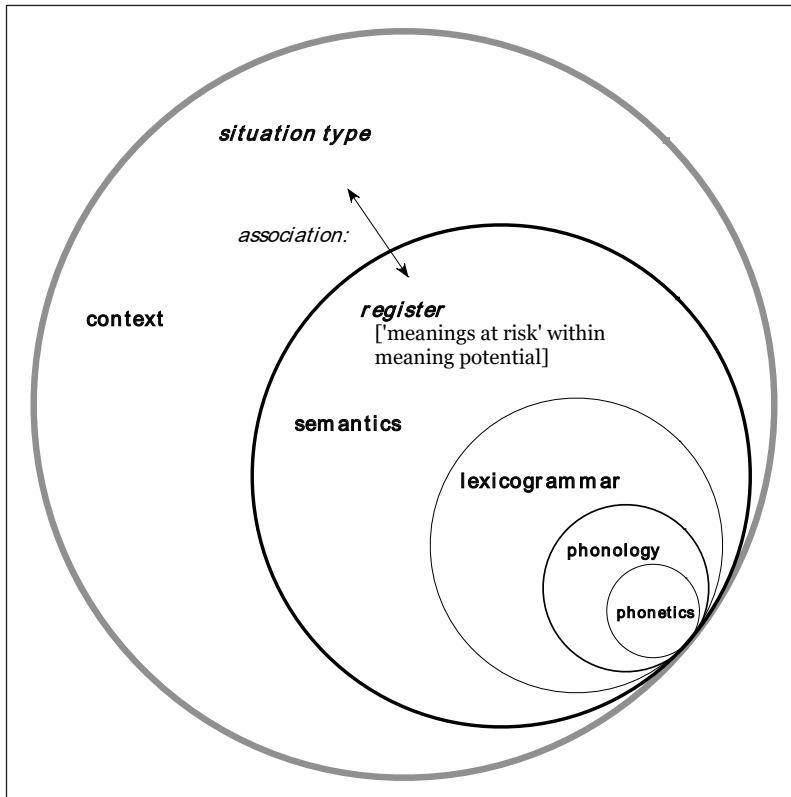 situation type
association:
context
register
['meanings at risk' within
meaning potential]
semantics
lexicogrammar
phonology
phonetics